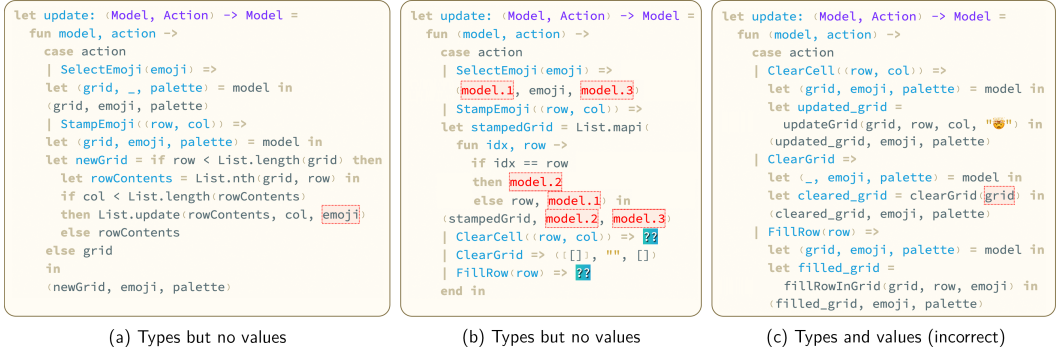 let update: (Model, Action) -> Model =
fun model, action ->
case action
| SelectEmoji(emoji) =>
let (grid, _, palette) = model in
(grid, emoji, palette)
| StampEmoji((row, col)) =>
let (grid, emoji, palette) = model in
let newGrid = if row < List.length(grid) then
let rowContents = List.nth(grid, row) in
if col < List.length(rowContents)
then List.update(rowContents, col, emoji)
else rowContents
else grid
in
(newGrid, emoji, palette)
(a) Types but no values
let update: (Model, Action) -> Model =
fun (model, action) ->
case action
| SelectEmoji(emoji) =>
(model.1, emoji, model.3)
| StampEmoji((row, col)) =>
let stampedGrid = List.mapi(
fun idx, row ->
if idx == row
then model.2
else row, model.1) in
(stampedGrid, model.2, model.3)
| ClearCell((row, col)) => ??
| ClearGrid => ([[]], "", [])
| FillRow(row) => ??
end in
(b) Types but no values
let update: (Model, Action) -> Model =
fun (model, action) ->
case action
| ClearCell((row, col)) =>
let (grid, emoji, palette) = model in
let updated_grid =
updateGrid(grid, row, col, "🤯") in
(updated_grid, emoji, palette)
| ClearGrid =>
let (_, emoji, palette) = model in
let cleared_grid = clearGrid(grid) in
(cleared_grid, emoji, palette)
| FillRow(row) =>
let (grid, emoji, palette) = model in
let filled_grid =
fillRowInGrid(grid, row, emoji) in
(filled_grid, emoji, palette)
(c) Types and values (incorrect)